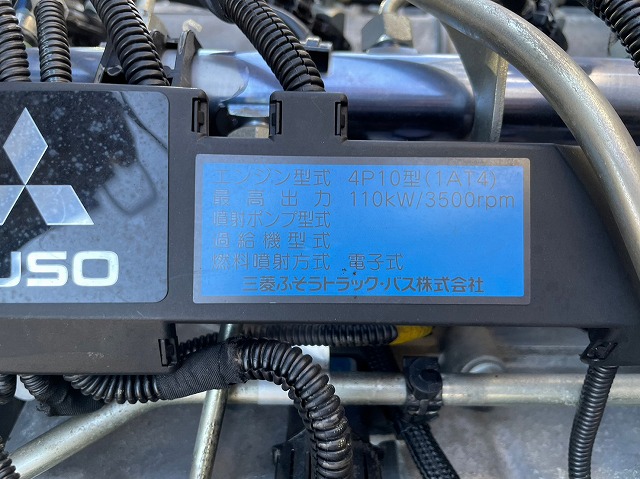 USO
エンジン型式 4P10型(1AT4)
最高出力 110kW/3500rpm
噴射ポンプ型式
過給機型式
燃料噴射方式 電子式
三菱ふそうトラック・バス株式会社